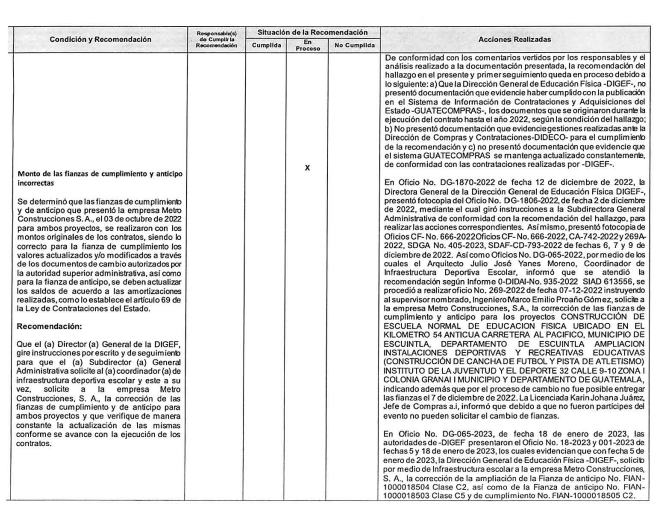 Condición y Recomendación
Responsable(s)
de Cumplir la
Recomendación
Situación de la Recomendación
Cumplida
En
Proceso
No Cumplida
Acciones Realizadas
Monto de las fianzas de cumplimiento y anticipo
incorrectas
Se determinó que las fianzas de cumplimiento
y de anticipo que presentó la empresa Metro
Construcciones S. A., el 03 de octubre de 2022
para ambos proyectos, se realizaron con los
montos originales de los contratos, siendo lo
correcto para la fianza de cumplimiento los
valores actualizados y/o modificados a través
de los documentos de cambio autorizados por
la autoridad superior administrativa, así como
para la fianza de anticipo, se deben actualizar
los saldos de acuerdo a las amortizaciones
realizadas, como lo establece el artículo 69 de
la Ley de Contrataciones del Estado.
Recomendación:
Que el (a) Director(a) General de la DIGEF,
gire instrucciones por escrito y de seguimiento
para que el (a) Subdirector (a) General
Administrativa solicite al (a) coordinador (a) de
infraestructura deportiva escolar y este a su
vez, solicite a la empresa Metro
Construcciones, S. A., la corrección de las
fianzas de cumplimiento y de anticipo para
ambos proyectos y que verifique de manera
constante la actualización de las mismas
conforme se avance con la ejecución de los
contratos.
X
De conformidad con los comentarios vertidos por los responsables y el
análisis realizado a la documentación presentada, la recomendación del
hallazgo en el presente y primer seguimiento queda en proceso debido a
lo siguiente: a) Que la Dirección General de Educación Física -DIGEF-, no
presentó documentación que evidencie haber cumplido con la publicación
en el Sistema de Información de Contrataciones y Adquisiciones del
Estado -GUATECOMPRAS-, los documentos que se originaron durante la
ejecución del contrato hasta el año 2022, según la condición del hallazgo;
b) No presentó documentación que evidencie gestiones realizadas ante la
Dirección de Compras y Contrataciones-DIDECO- para el cumplimiento
de la recomendación y c) no presentó documentación que evidencie que
el sistema GUATECOMPRAS se mantenga actualizado constantemente,
de conformidad con las contrataciones realizadas por -DIGEF-.
En Oficio No. DG-1870-2022 de fecha 12 de diciembre de 2022, la
Directora General de la Dirección General de Educación Física DIGEF-,
presentó fotocopia del Oficio No. DG-1806-2022, de fecha 2 de diciembre
de 2022, mediante el cual giró instrucciones a la Subdirectora General
Administrativa de conformidad con la recomendación del hallazgo, para
realizar las acciones correspondientes. Así mismo, presentó fotocopia de
Oficios CF- No. 666-2022Oficios CF- No. 666-2022, CA-742-2022 y 269A-
2022, SDGA No. 405-2023, SDAF-CD-793-2022 de fechas 6, 7 y 9 de
diciembre de 2022. Así como Oficios DG-No. DG-065-2022, por medio de los
cuales el Arquitecto Julio José Yanes Moreno, Coordinador de
Infraestructura Deportiva Escolar, informó que se atendió la
recomendación según Informe 0-DIDAI-No. 935-2022 SIAD 613556, se
procedió a realizar oficio No. 269-2022 de fecha 07-12-2022 instruyendo
al supervisor nombrado, Ingeniero Marco Emilio Proaño Gómez, solicite a
la empresa Metro Construcciones, S.A., la corrección de las fianzas de
cumplimiento y anticipo para los proyectos CONSTRUCCIÓN DE
ESCUELA NORMAL DE EDUCACION FISICA UBICADO EN EL
KILOMETRO 54 ANTICUA CARRETERA AL PACIFICO, MUNICIPIO DE
ESCUINTLA, DEPARTAMENTO DE ESCUINTLA AMPLIACION
INSTALACIONES DEPORTIVAS Y RECREATIVAS EDUCATIVAS
(CONSTRUCCIÓN DE CANCHA DE FUTBOL Y PISTA DE ATLETISMO)
INSTITUTO DE LA JUVENTUD Y EL DEPORTE 32 CALLE 9-10 ZONA I
COLONIA GRANAI I MUNICIPIO Y DEPARTAMENTO DE GUATEMALA,
indicando además que por el proceso de cambio no fue posible entregar
las fianzas el 7 de diciembre de 2022. La Licenciada Karin Johana Juárez,
Jefe de Compras a.i, informó que debido a que no fueron partícipes del
evento no pueden solicitar el cambio de fianzas.
En Oficio No. DG-065-2023, de fecha 18 de enero de 2023, las
autoridades de -DIGEF presentaron el Oficio No. 18-2023 y 001-2023 de
fechas 5 y 18 de enero de 2023, los cuales evidencian que con fecha 5 de
enero de 2023, la Dirección General de Educación Física -DIGEF-, solicito
por medio de Infraestructura escolar a la empresa Metro Construcciones,
S. A., la corrección de la ampliación de la Fianza de anticipo No. FIAN-
1000018504 Clase C2, así como de la Fianza de anticipo No. FIAN-
1000018503 Clase C5 y de cumplimiento No. FIAN-1000018505 C2.